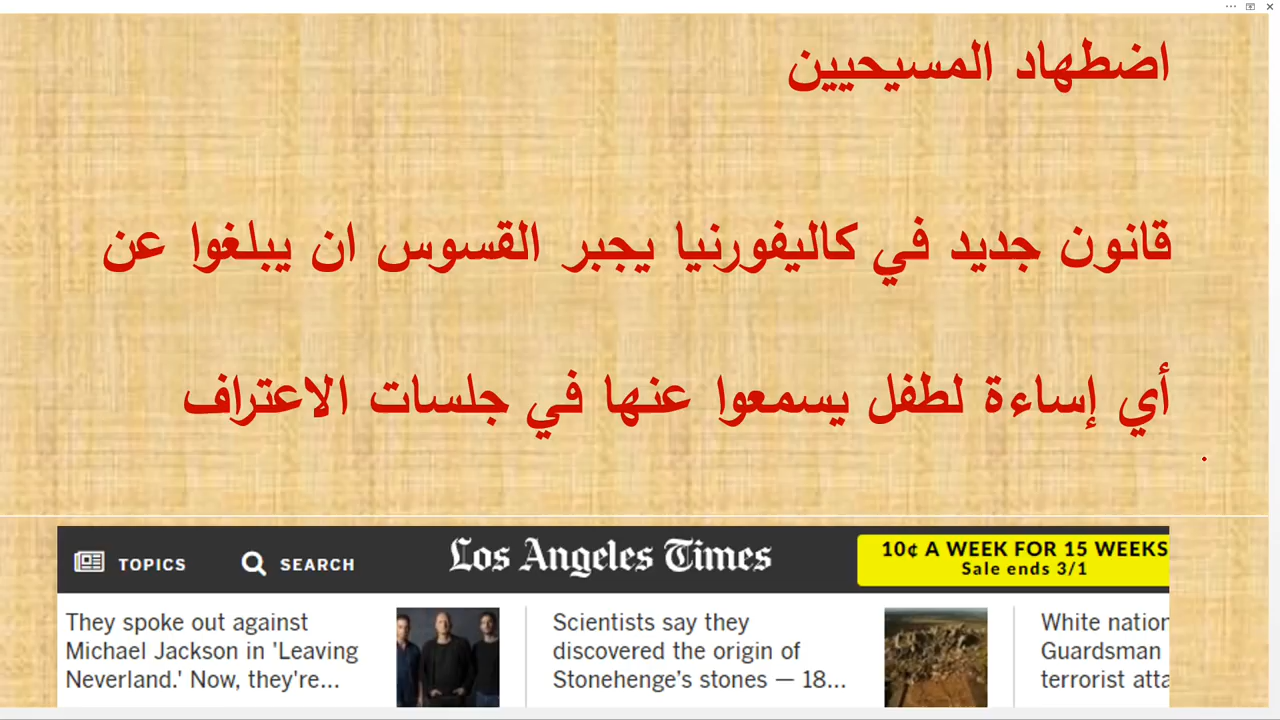 اضطهاد المسيحيين
قانون جديد في كاليفورنيا يجبر القسوس ان يبلغوا عن
أي إساءة لطفل يسمعوا عنها في جلسات الاعتراف
TOPICS SEARCH Los Angeles Times 10¢ A WEEK FOR 15 WEEKS
Sale ends 3/1
They spoke out against
Michael Jackson in 'Leaving
Neverland.' Now, they're...
Scientists say they
discovered the origin of
Stonehenge's stones — 18...
White nation
Guardsman
terrorist atta